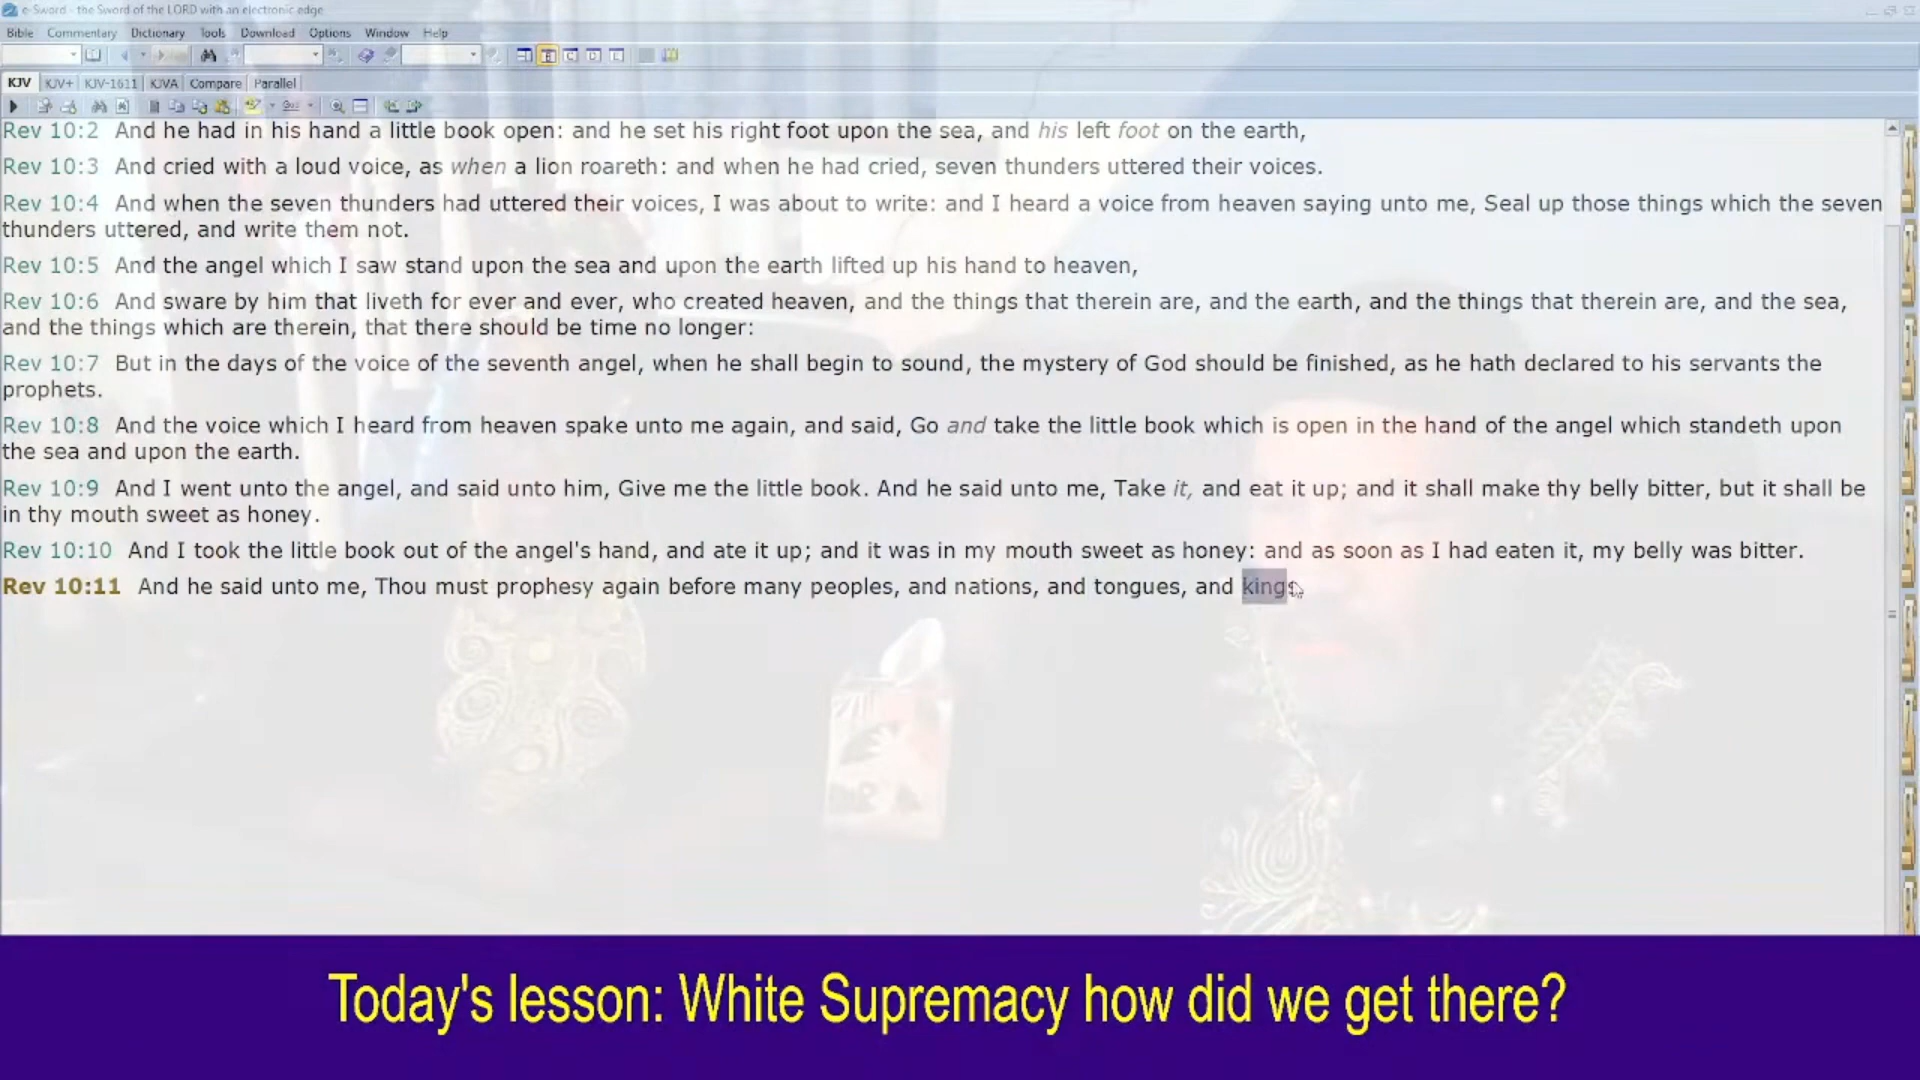 e-Sword - the Sword of the LORD with an electronic edge
Bible Commentary Dictionary Tools Download Options Window Help
KJV KJV+ KJV-1611 KJVA Compare Parallel
Rev 10:2 And he had in his hand a little book open: and he set his right foot upon the sea, and his left foot on the earth,
Rev 10:3 And cried with a loud voice, as when a lion roareth: and when he had cried, seven thunders uttered their voices.
Rev 10:4 And when the seven thunders had uttered their voices, I was about to write: and I heard a voice from heaven saying unto me, Seal up those things which the seven
thunders uttered, and write them not.
Rev 10:5 And the angel which I saw stand upon the sea and upon the earth lifted up his hand to heaven,
Rev 10:6 And sware by him that liveth for ever and ever, who created heaven, and the things that therein are, and the earth, and the things that therein are, and the sea,
and the things which are therein, that there should be time no longer:
Rev 10:7 But in the days of the voice of the seventh angel, when he shall begin to sound, the mystery of God should be finished, as he hath declared to his servants the
prophets.
Rev 10:8 And the voice which I heard from heaven spake unto me again, and said, Go and take the little book which is open in the hand of the angel which standeth upon
the sea and upon the earth.
Rev 10:9 And I went unto the angel, and said unto him, Give me the little book. And he said unto me, Take it, and eat it up; and it shall make thy belly bitter, but it shall be
in thy mouth sweet as honey.
Rev 10:10 And I took the little book out of the angel's hand, and ate it up; and it was in my mouth sweet as honey: and as soon as I had eaten it, my belly was bitter.
Rev 10:11 And he said unto me, Thou must prophesy again before many peoples, and nations, and tongues, and kings.
Today's lesson: White Supremacy how did we get there?